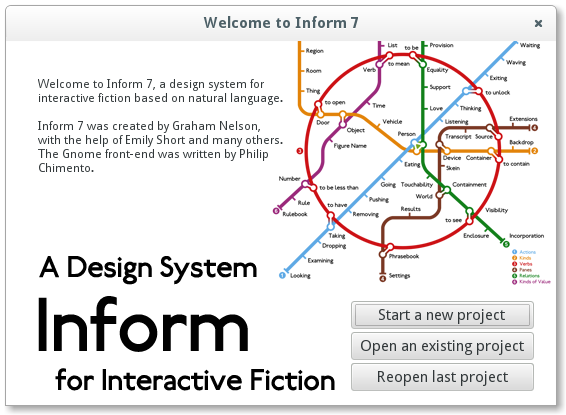 Welcome to Inform 7
Welcome to Inform 7, a design system for
interactive fiction based on natural language.
Inform 7 was created by Graham Nelson,
with the help of Emily Short and many others.
The Gnome front-end was written by Philip
Chimento.
Region
Room
Thing
to open
Door
Object
Figure Name
Vehicle
Time
Verb
List
to mean
to be
Provision
Equality
Support
Love
Person
Eating
Waiting
Waving
Exiting
to unlock
Thinking
Listening
Transcript
Source
Extensions
4
Backdrop
2
Device
Container
to contain
Skein
3
Number
6
Rulebook
Rule
to be less than
to have
Going
Pushing
Removing
Touchability
World
Containment
Results
Visibility
to see
Enclosure
Incorporation
5
Taking
Dropping
Examining
1
Looking
Phrasebook
4
Settings
1 Actions
2 Kinds
3 Verbs
4 Panes
5 Relations
6 Kinds of Value
A Design System
Inform
for Interactive Fiction
Start a new project
Open an existing project
Reopen last project